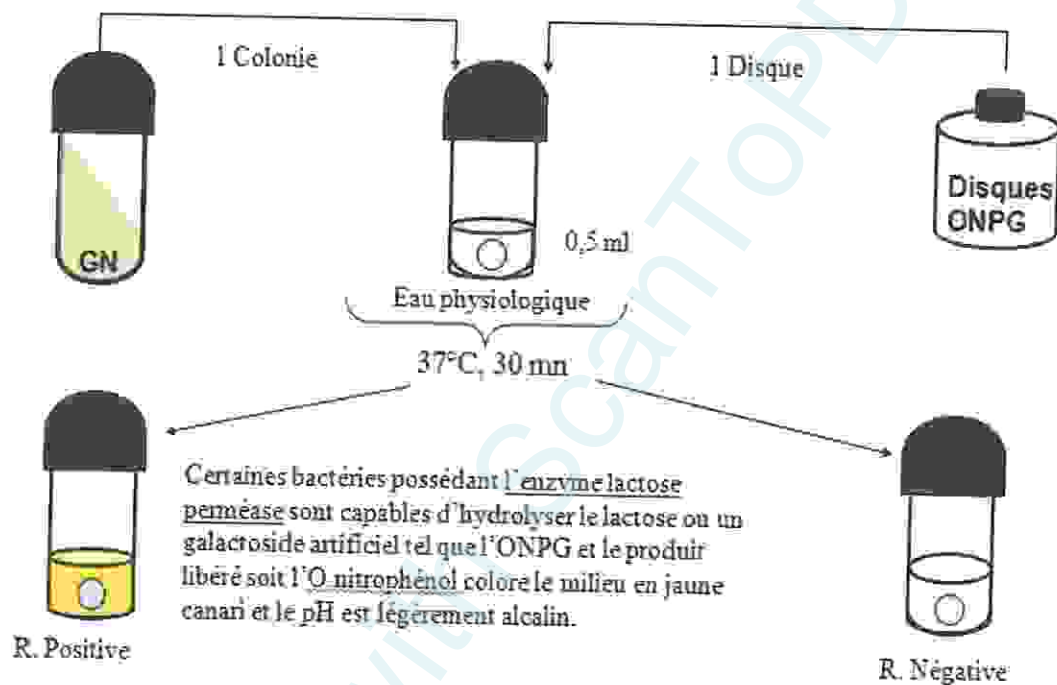 1 Colonie
1 Disque
GN
Disques
ONPG
0,5 ml
Eau physiologique
37°C, 30 mn
Certaines bactéries possédant l'enzyme lactose
perméase sont capables d'hydrolyser le lactose ou un
galactoside artificiel tel que l'ONPG et le produir
libéré soit l'O nitrophénol colore le milieu en jaune
canari et le pH est légèrement alcalin.
R. Positive
R. Négative
with ScanToPD